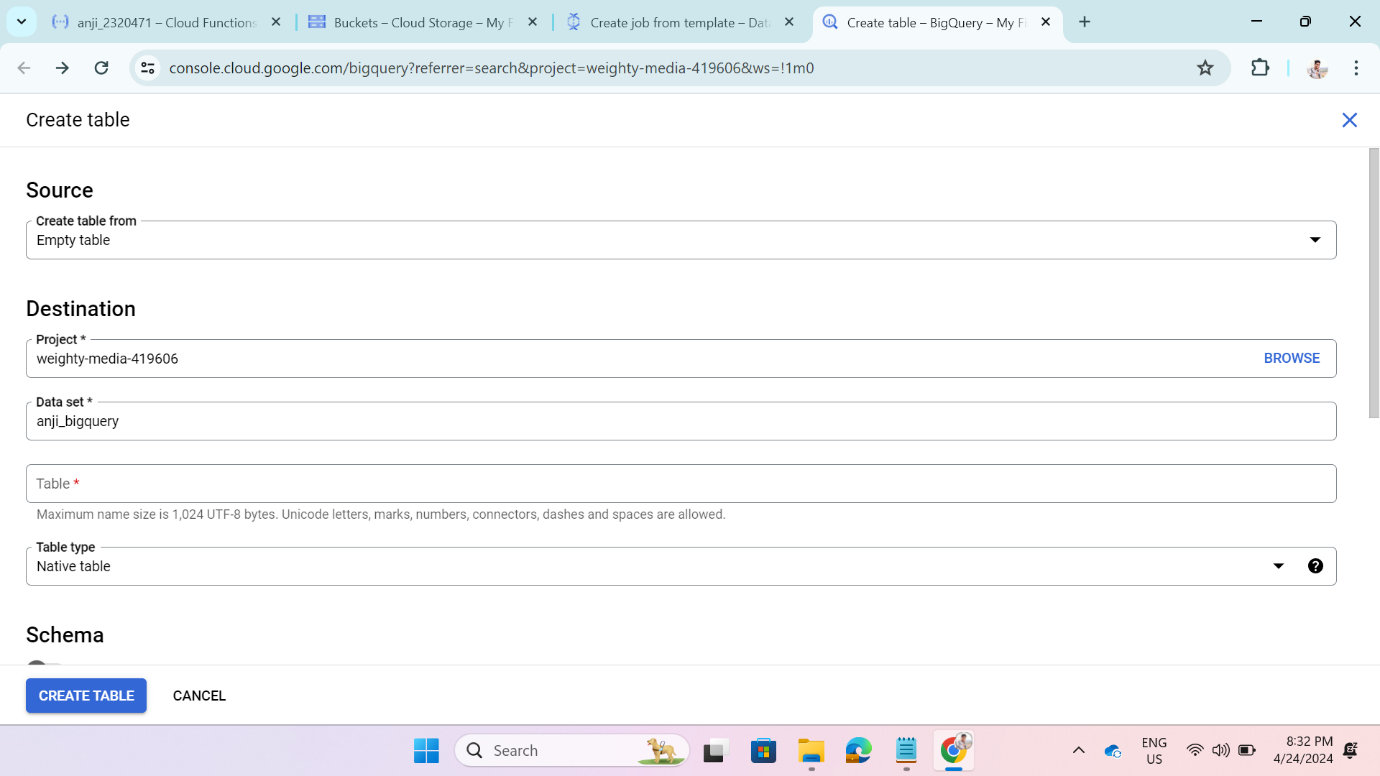 anji_2320471 – Cloud Functions
Buckets – Cloud Storage – My F
Create job from template – Dat
Create table – BigQuery – My Fi
console.cloud.google.com/bigquery?referrer=search&project=weighty-media-419606&ws=!1m0
Create table
Source
Create table from
Empty table
Destination
Project *
weighty-media-419606
BROWSE
Data set *
anji_bigquery
Table *
Maximum name size is 1,024 UTF-8 bytes. Unicode letters, marks, numbers, connectors, dashes and spaces are allowed.
Table type
Native table
Schema
CREATE TABLE
CANCEL
Search
ENG
US
8:32 PM
4/24/2024